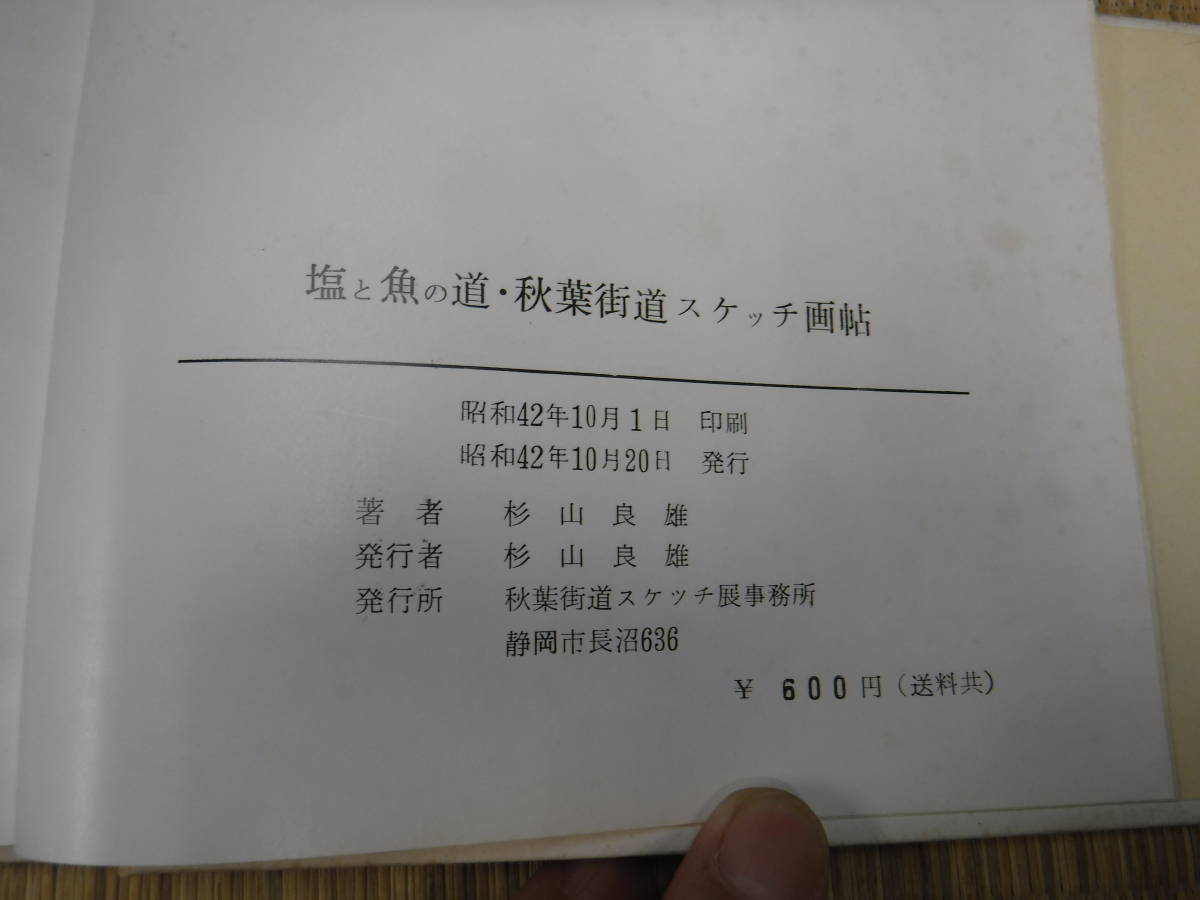 塩と魚の道・秋葉街道スケッチ画帖
昭和42年10月1日 印刷
昭和42年10月20日 発行
著者 杉山良雄
発行者 杉山良雄
発行所 秋葉街道スケッチ展事務所
静岡市長沼636
¥ 600円(送料共)